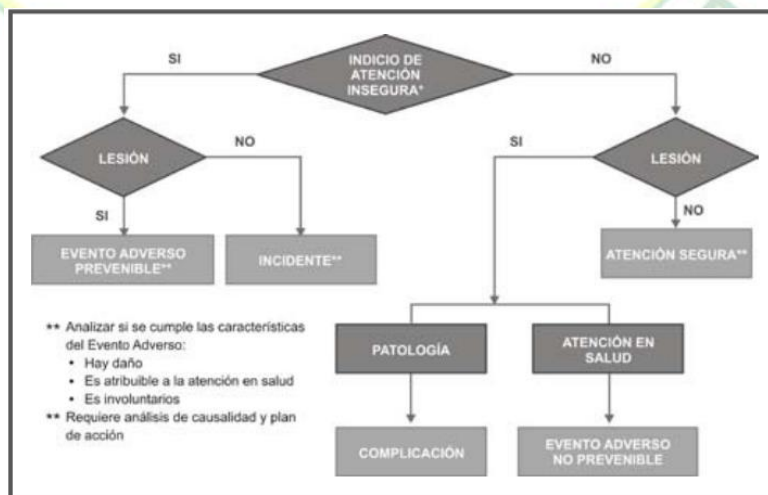 INDICIO DE
ATENCIÓN
INSEGURA*
SI
NO
LESIÓN
NO
SI
LESIÓN
SI
NO
EVENTO ADVERSO
PREVENIBLE**
INCIDENTE**
ATENCIÓN SEGURA**
** Analizar si se cumple las características
del Evento Adverso:
• Hay daño
• Es atribuible a la atención en salud
• Es involuntarios
** Requiere análisis de causalidad y plan
de acción
PATOLOGÍA
ATENCIÓN EN
SALUD
COMPLICACIÓN
EVENTO ADVERSO
NO PREVENIBLE